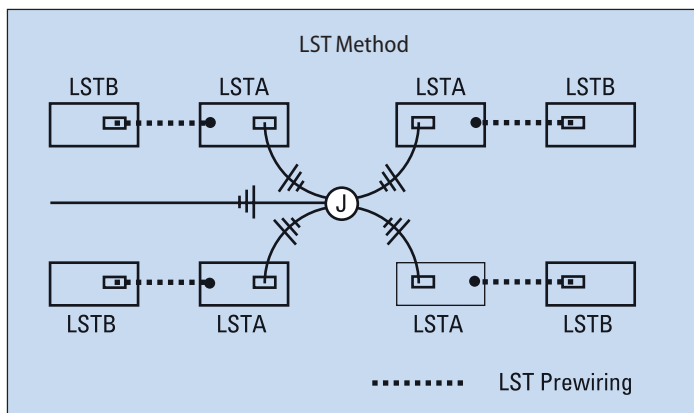 LST Method
LSTB LSTA LSTA LSTB
J
LSTB LSTA LSTA LSTB
LST Prewiring